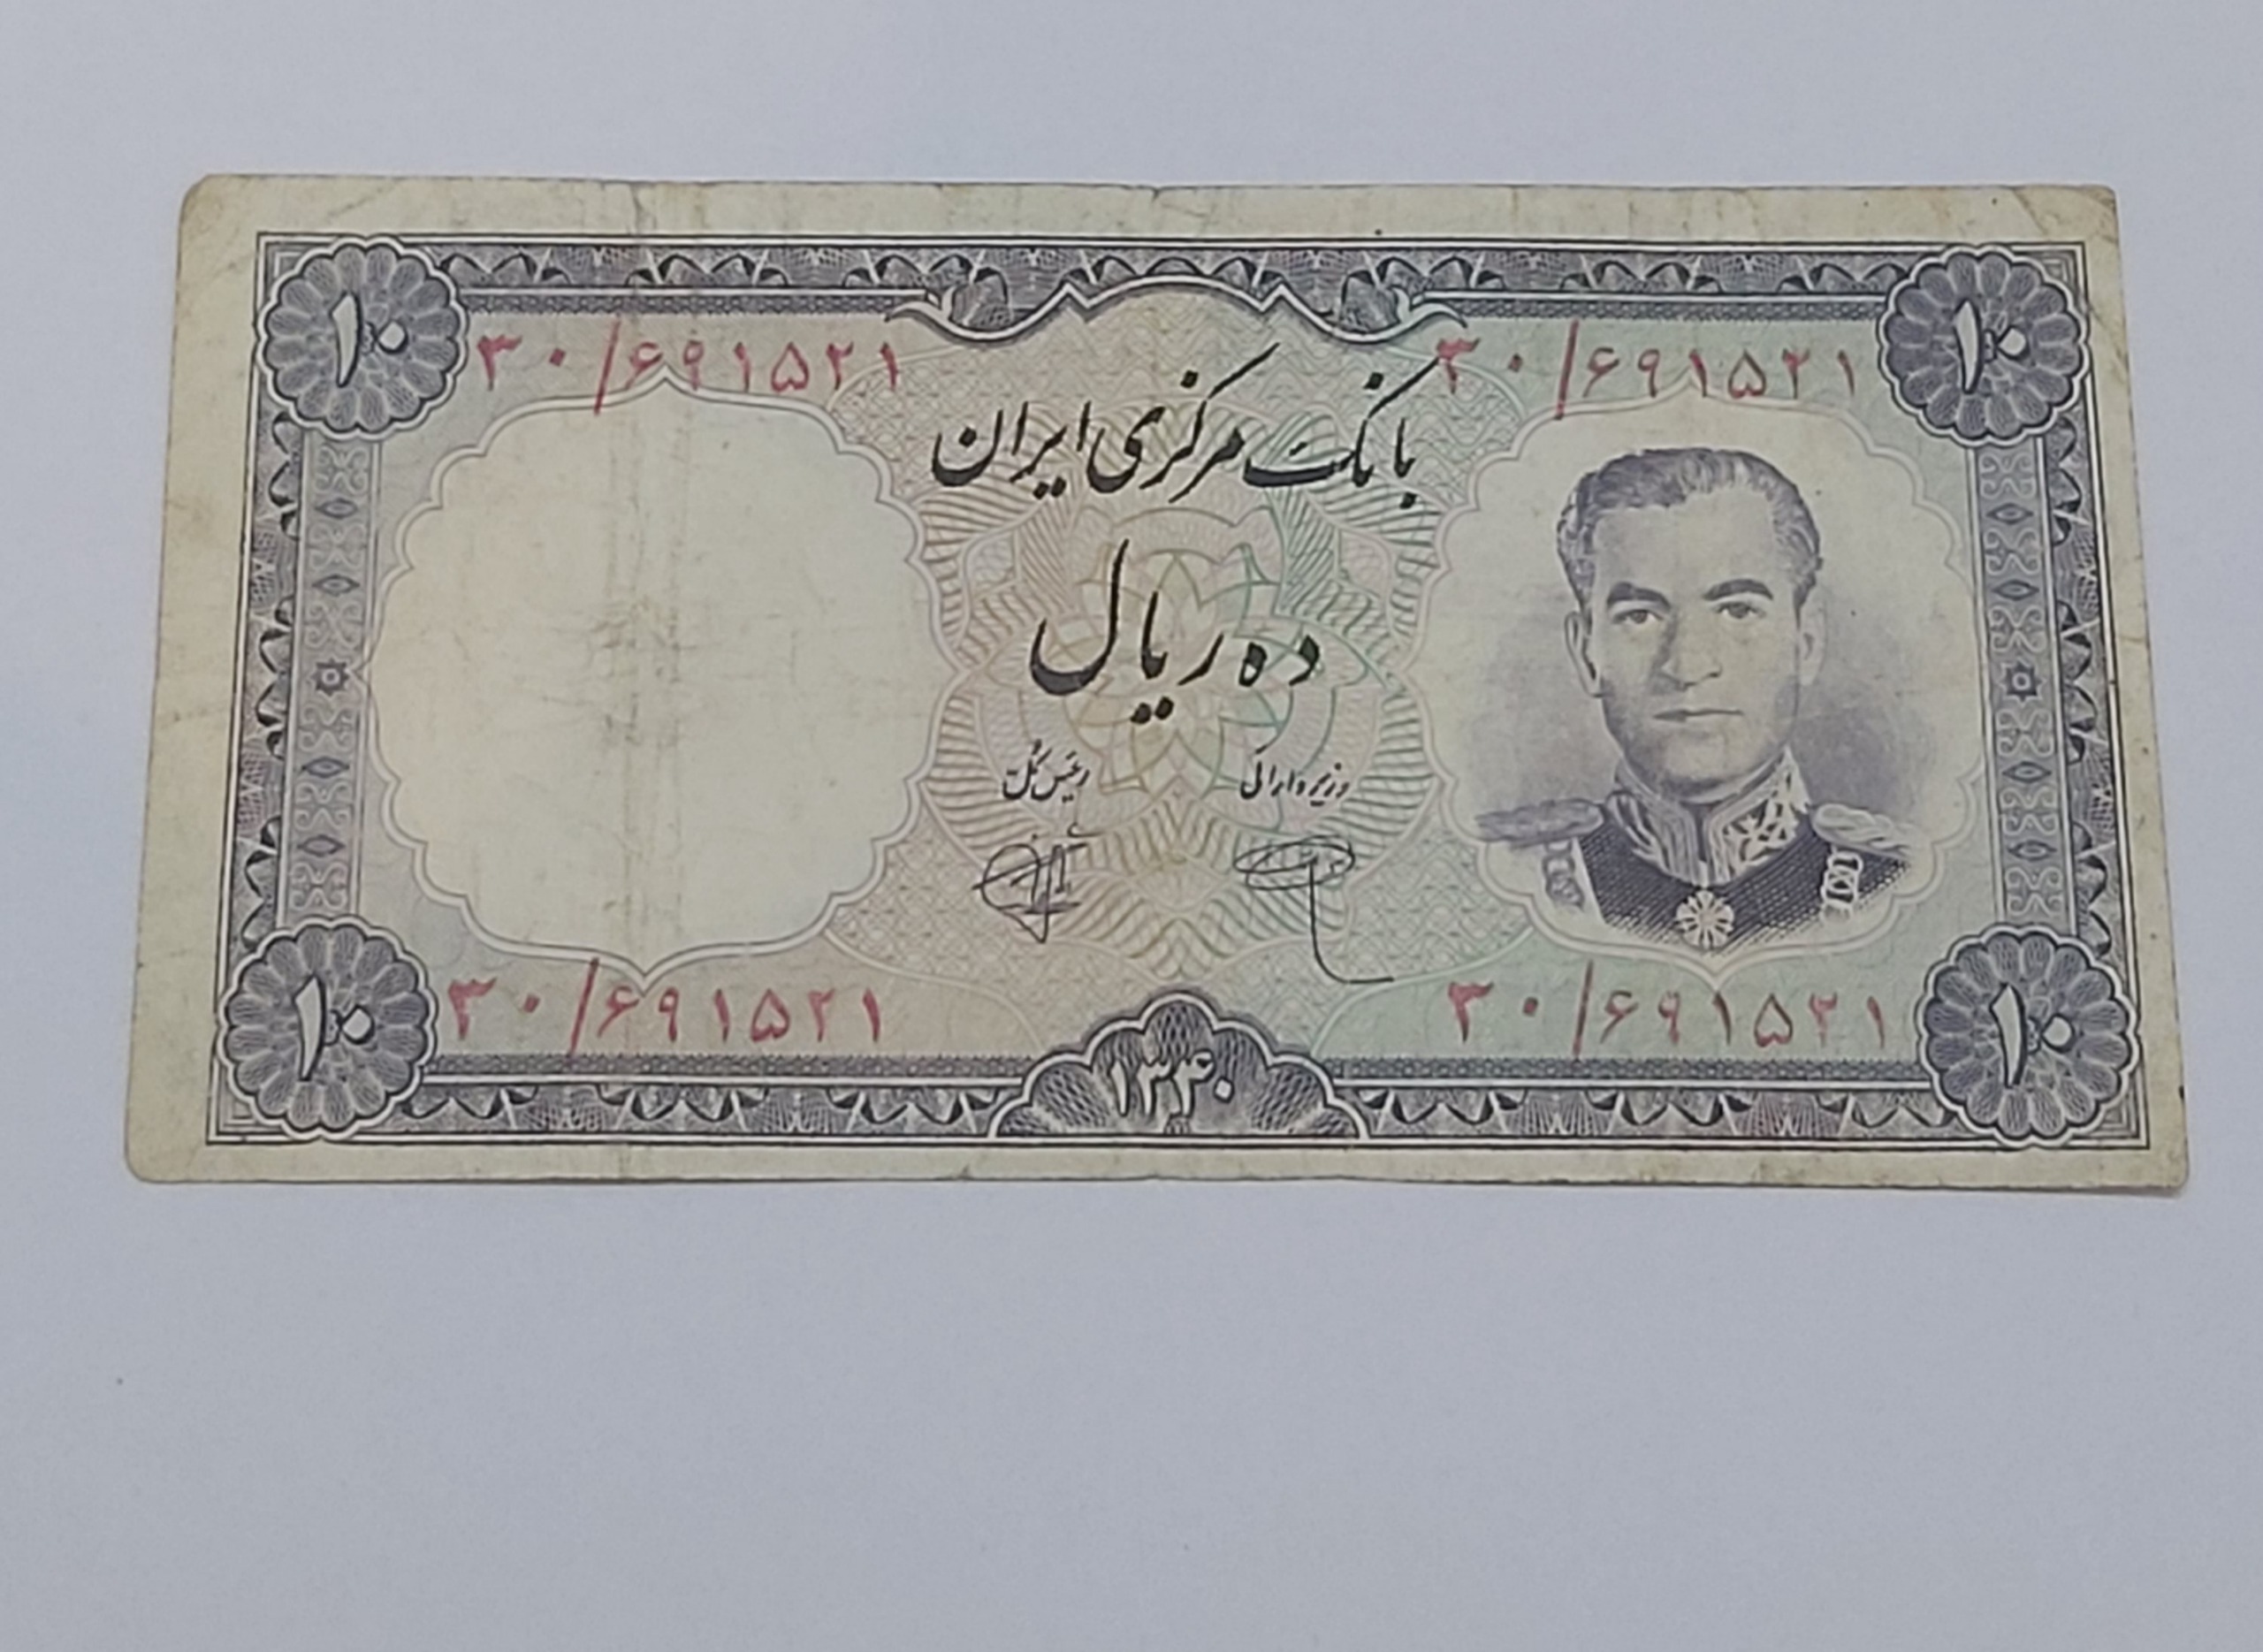 ۱۰ ۱۰
۳۰/۶۹۱۵۲۱ ۳۰/۶۹۱۵۲۱
بانک مرکزی ایران
ده ریال
وزیر دارائی رئیس کل
۳۰/۶۹۱۵۲۱ ۳۰/۶۹۱۵۲۱
۱۰ ۱۰
۱۳۴۰